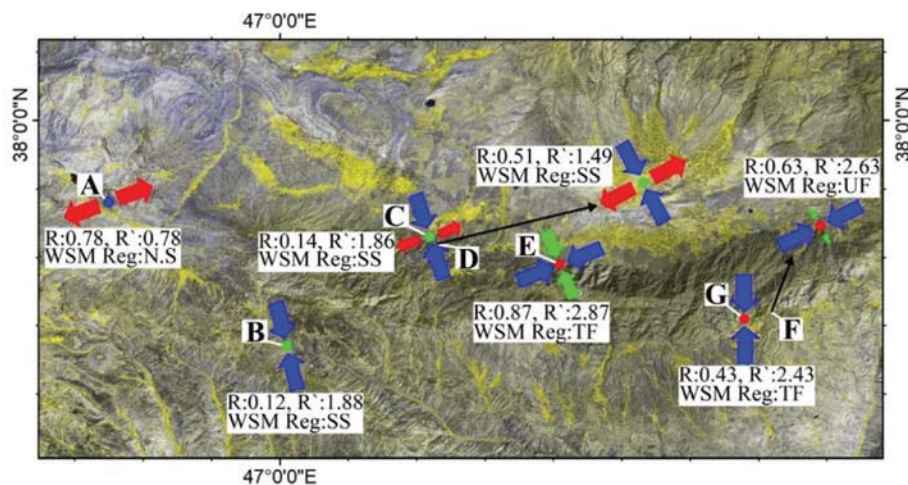 47°0'0"E
38°0'0"N
38°0'0"N
R:0.51, R`:1.49
WSM Reg:SS
R:0.63, R`:2.63
WSM Reg:UF
A
R:0.78, R`:0.78
WSM Reg:N.S
C
R:0.14, R`:1.86
WSM Reg:SS
D
E
R:0.87, R`:2.87
WSM Reg:TF
G
F
B
R:0.43, R`:2.43
WSM Reg:TF
R:0.12, R`:1.88
WSM Reg:SS
47°0'0"E